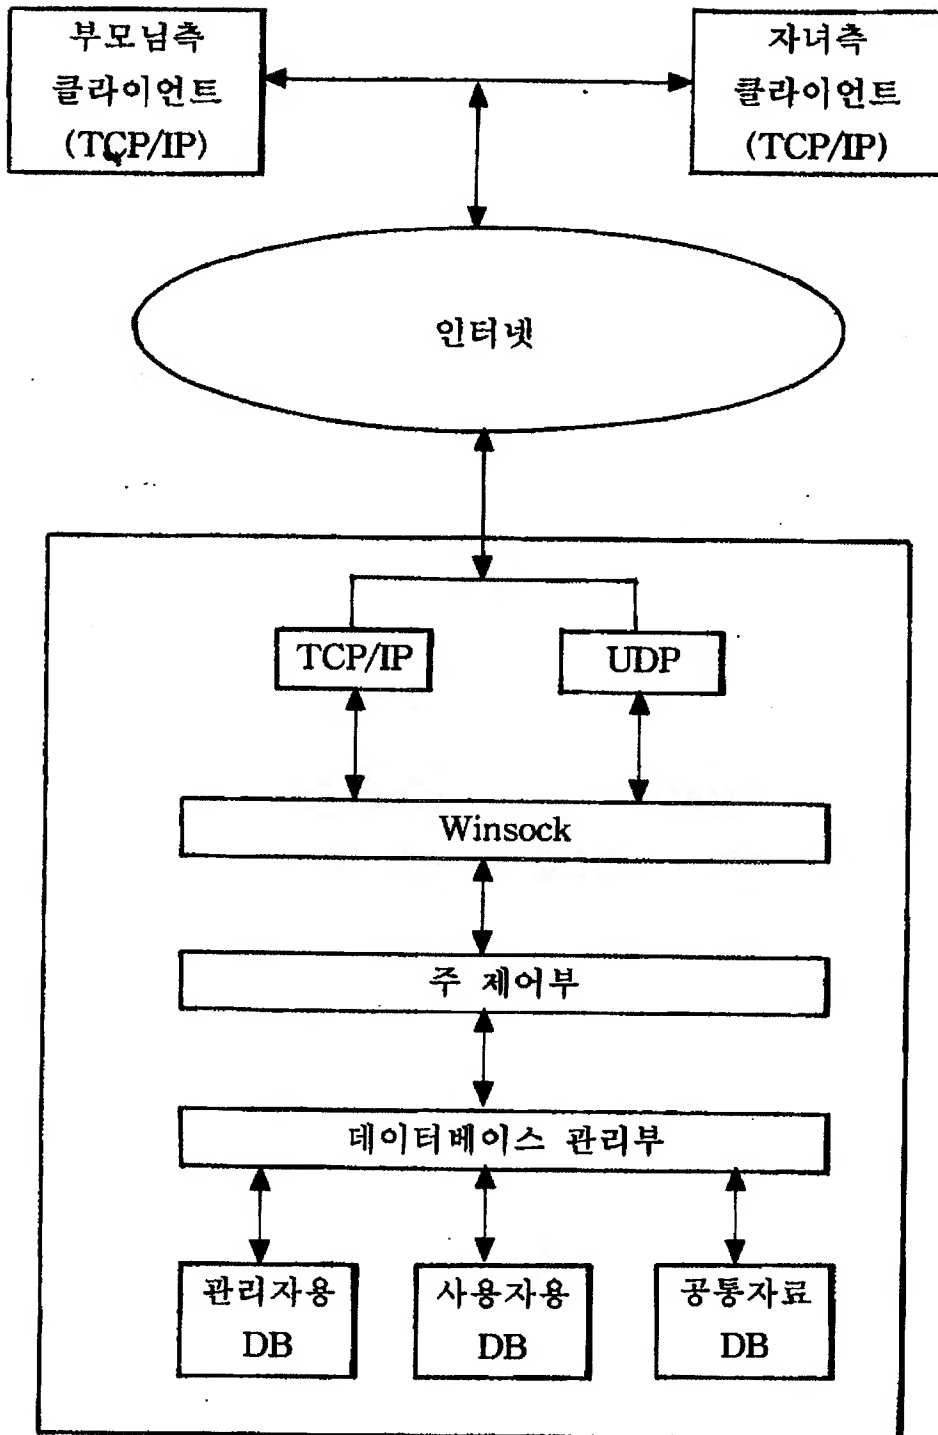 부모님측
클라이언트
(TCP/IP)
자녀측
클라이언트
(TCP/IP)
인터넷
TCP/IP
UDP
Winsock
주 제어부
데이터베이스 관리부
관리자용
DB
사용자용
DB
공통자료
DB